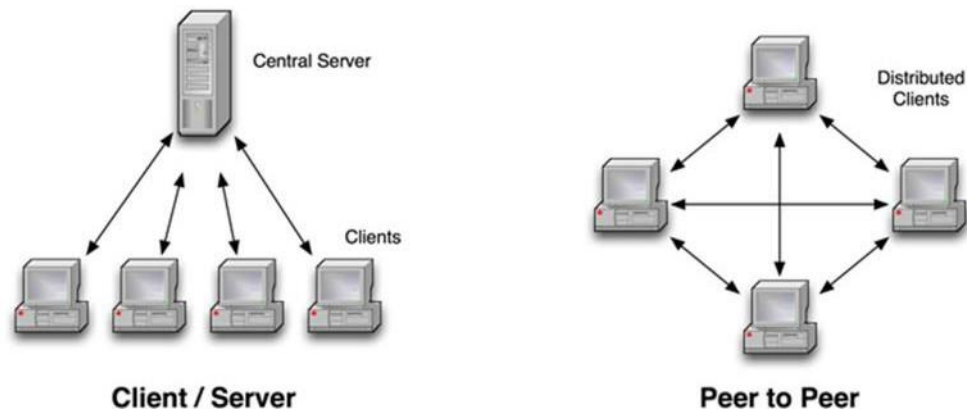 Central Server
Clients
Client / Server
Distributed
Clients
Peer to Peer